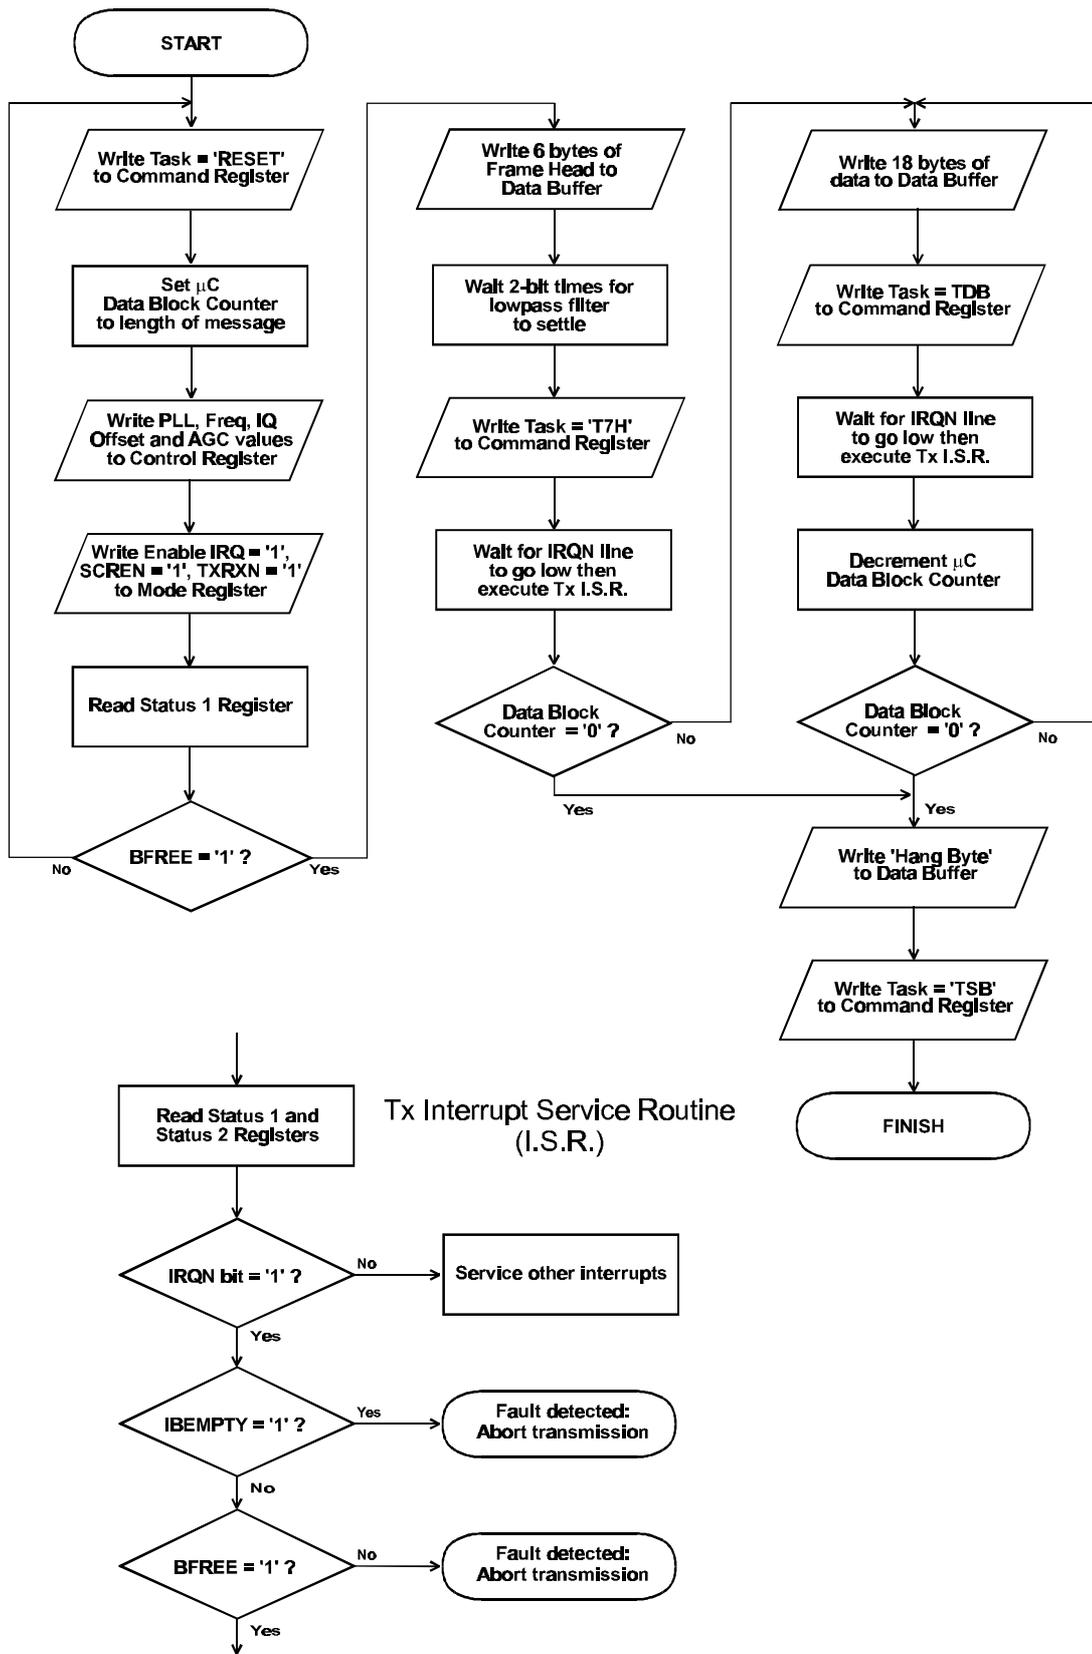 START
Write Task = 'RESET'
to Command Register
Set μC
Data Block Counter
to length of message
Write PLL, Freq, IQ
Offset and AGC values
to Control Register
Write Enable IRQ = '1',
SCREN = '1', TXRXN = '1'
to Mode Register
Read Status 1 Register
BFREE = '1' ?
No
Yes
Write 6 bytes of
Frame Head to
Data Buffer
Wait 2-bit times for
lowpass filter
to settle
Write Task = 'T7H'
to Command Register
Wait for IRQN line
to go low then
execute Tx I.S.R.
Data Block
Counter = '0' ?
No
Yes
Write 18 bytes of
data to Data Buffer
Write Task = TDB
to Command Register
Wait for IRQN line
to go low then
execute Tx I.S.R.
Decrement μC
Data Block Counter
Data Block
Counter = '0' ?
No
Yes
Write 'Hang Byte'
to Data Buffer
Write Task = 'TSB'
to Command Register
FINISH
Tx Interrupt Service Routine
(I.S.R.)
Read Status 1 and
Status 2 Registers
IRQN bit = '1' ?
No
Service other interrupts
Yes
IBEMPTY = '1' ?
Yes
Fault detected:
Abort transmission
No
BFREE = '1' ?
No
Fault detected:
Abort transmission
Yes